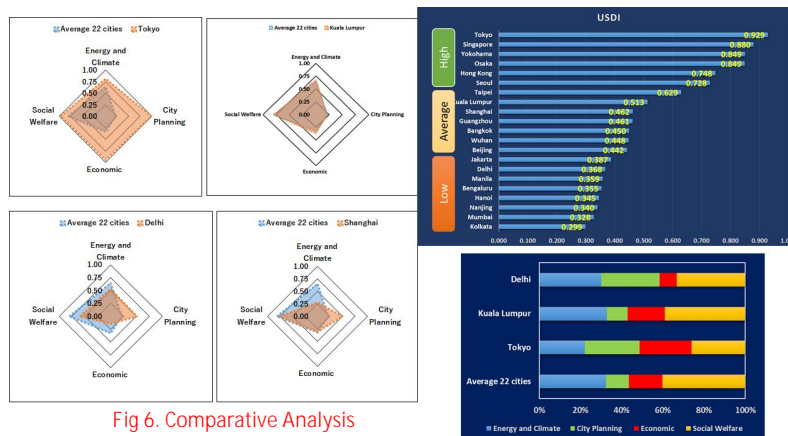 Average 22 cities Tokyo
Energy and
Climate
1.00
0.75
0.50
0.25
0.00
Social
Welfare
City
Planning
Economic
Average 22 cities Kuala Lumpur
Energy and Climate
1.00
0.75
0.50
0.25
0.00
Social Welfare
City Planning
Economic
USDI
High
Average
Low
Tokyo 0.929
Singapore 0.880
Yokohama 0.849
Osaka 0.849
Hong Kong 0.748
Seoul 0.728
Taipei 0.629
uala Lumpur 0.513
Shanghai 0.462
Guangzhou 0.461
Bangkok 0.450
Wuhan 0.448
Beijing 0.442
Jakarta 0.387
Delhi 0.368
Manila 0.359
Bengaluru 0.355
Hanoi 0.345
Nanjing 0.340
Mumbai 0.328
Kolkata 0.299
0.000 0.100 0.200 0.300 0.400 0.500 0.600 0.700 0.800 0.900 1.0
Average 22 cities Delhi
Energy and
Climate
1.00
0.75
0.50
0.25
0.00
Social
Welfare
City
Planning
Economic
Average 22 cities Shanghai
Energy and
Climate
1.00
0.75
0.50
0.25
0.00
Social
Welfare
City
Planning
Economic
Delhi
Kuala Lumpur
Tokyo
Average 22 cities
0% 20% 40% 60% 80% 100%
Energy and Climate City Planning Economic Social Welfare
Fig 6. Comparative Analysis